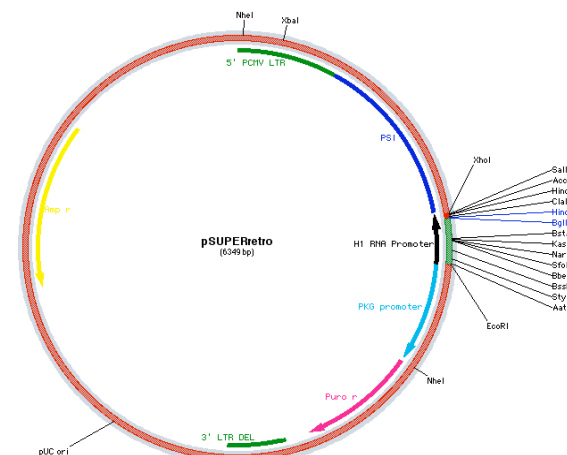 NheI
XbaI
5' PCMV LTR
PSI
XhoI
SalI
Acc
Hinc
ClaI
Hind
BglI
Bst
Kas
Nar
Sfo
Bbe
Bss
Sty
Aat
Amp r
pSUPERretro
(6349 bp)
H1 RNA Promoter
PKG promoter
EcoRI
NheI
Puro r
3' LTR DEL
pUC ori